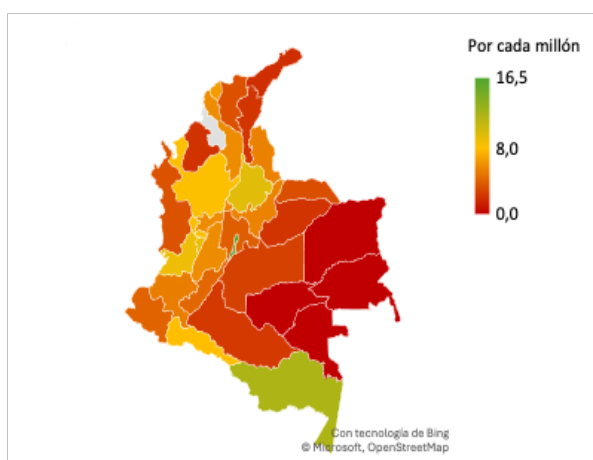 Por cada millón
16,5
8,0
0,0
Con tecnología de Bing
© Microsoft, OpenStreetMap